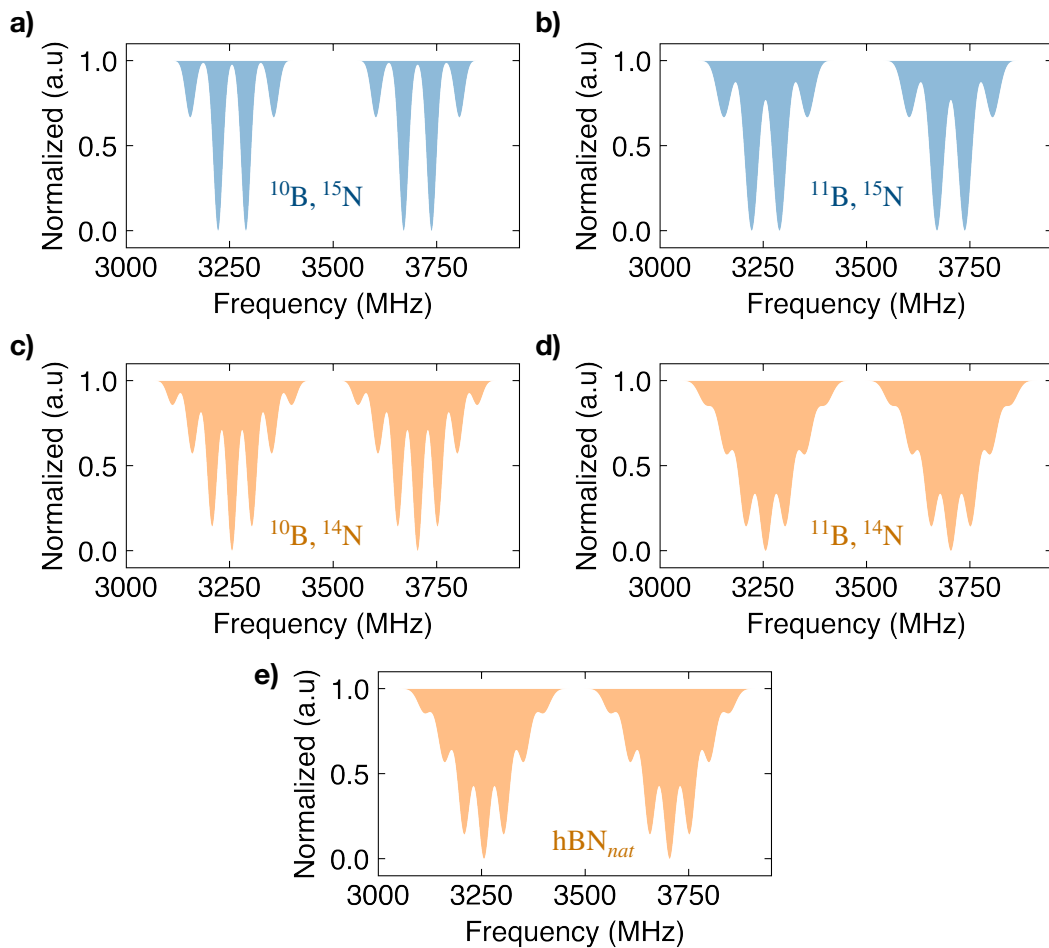 a)
Normalized (a.u)
1.0
0.5
0.0
¹⁰B, ¹⁵N
3000 3250 3500 3750
Frequency (MHz)
b)
Normalized (a.u)
1.0
0.5
0.0
¹¹B, ¹⁵N
3000 3250 3500 3750
Frequency (MHz)
c)
Normalized (a.u)
1.0
0.5
0.0
¹⁰B, ¹⁴N
3000 3250 3500 3750
Frequency (MHz)
d)
Normalized (a.u)
1.0
0.5
0.0
¹¹B, ¹⁴N
3000 3250 3500 3750
Frequency (MHz)
e)
Normalized (a.u)
1.0
0.5
0.0
hBN_nat
3000 3250 3500 3750
Frequency (MHz)